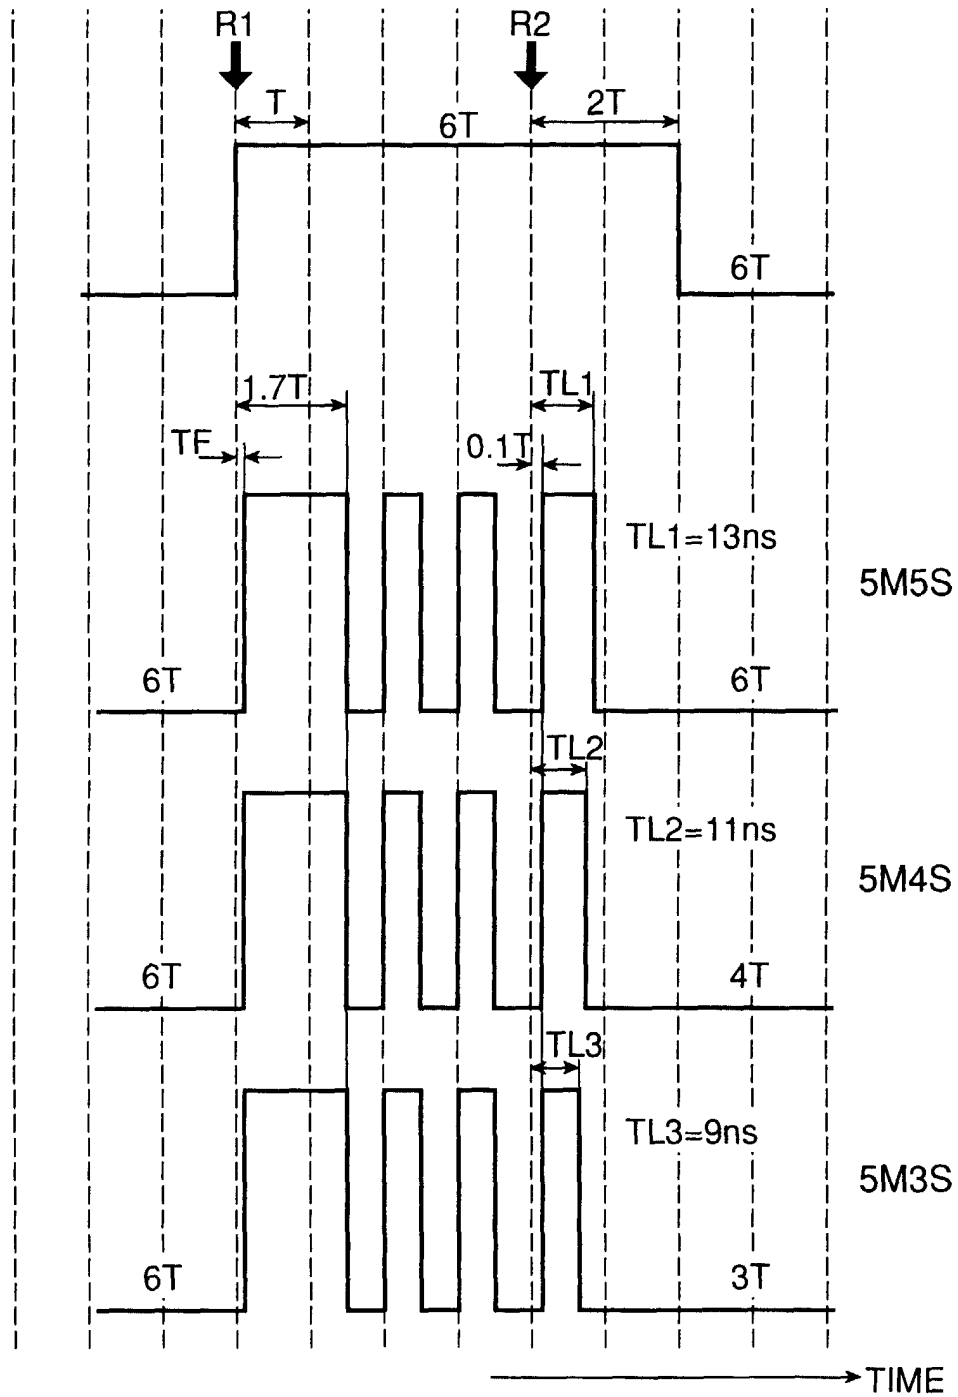 R1
R2
T
2T
6T
6T
1.7T
TL1
TF
0.1T
TL1=13ns
5M5S
6T
6T
TL2
TL2=11ns
5M4S
6T
4T
TL3
TL3=9ns
5M3S
6T
3T
TIME